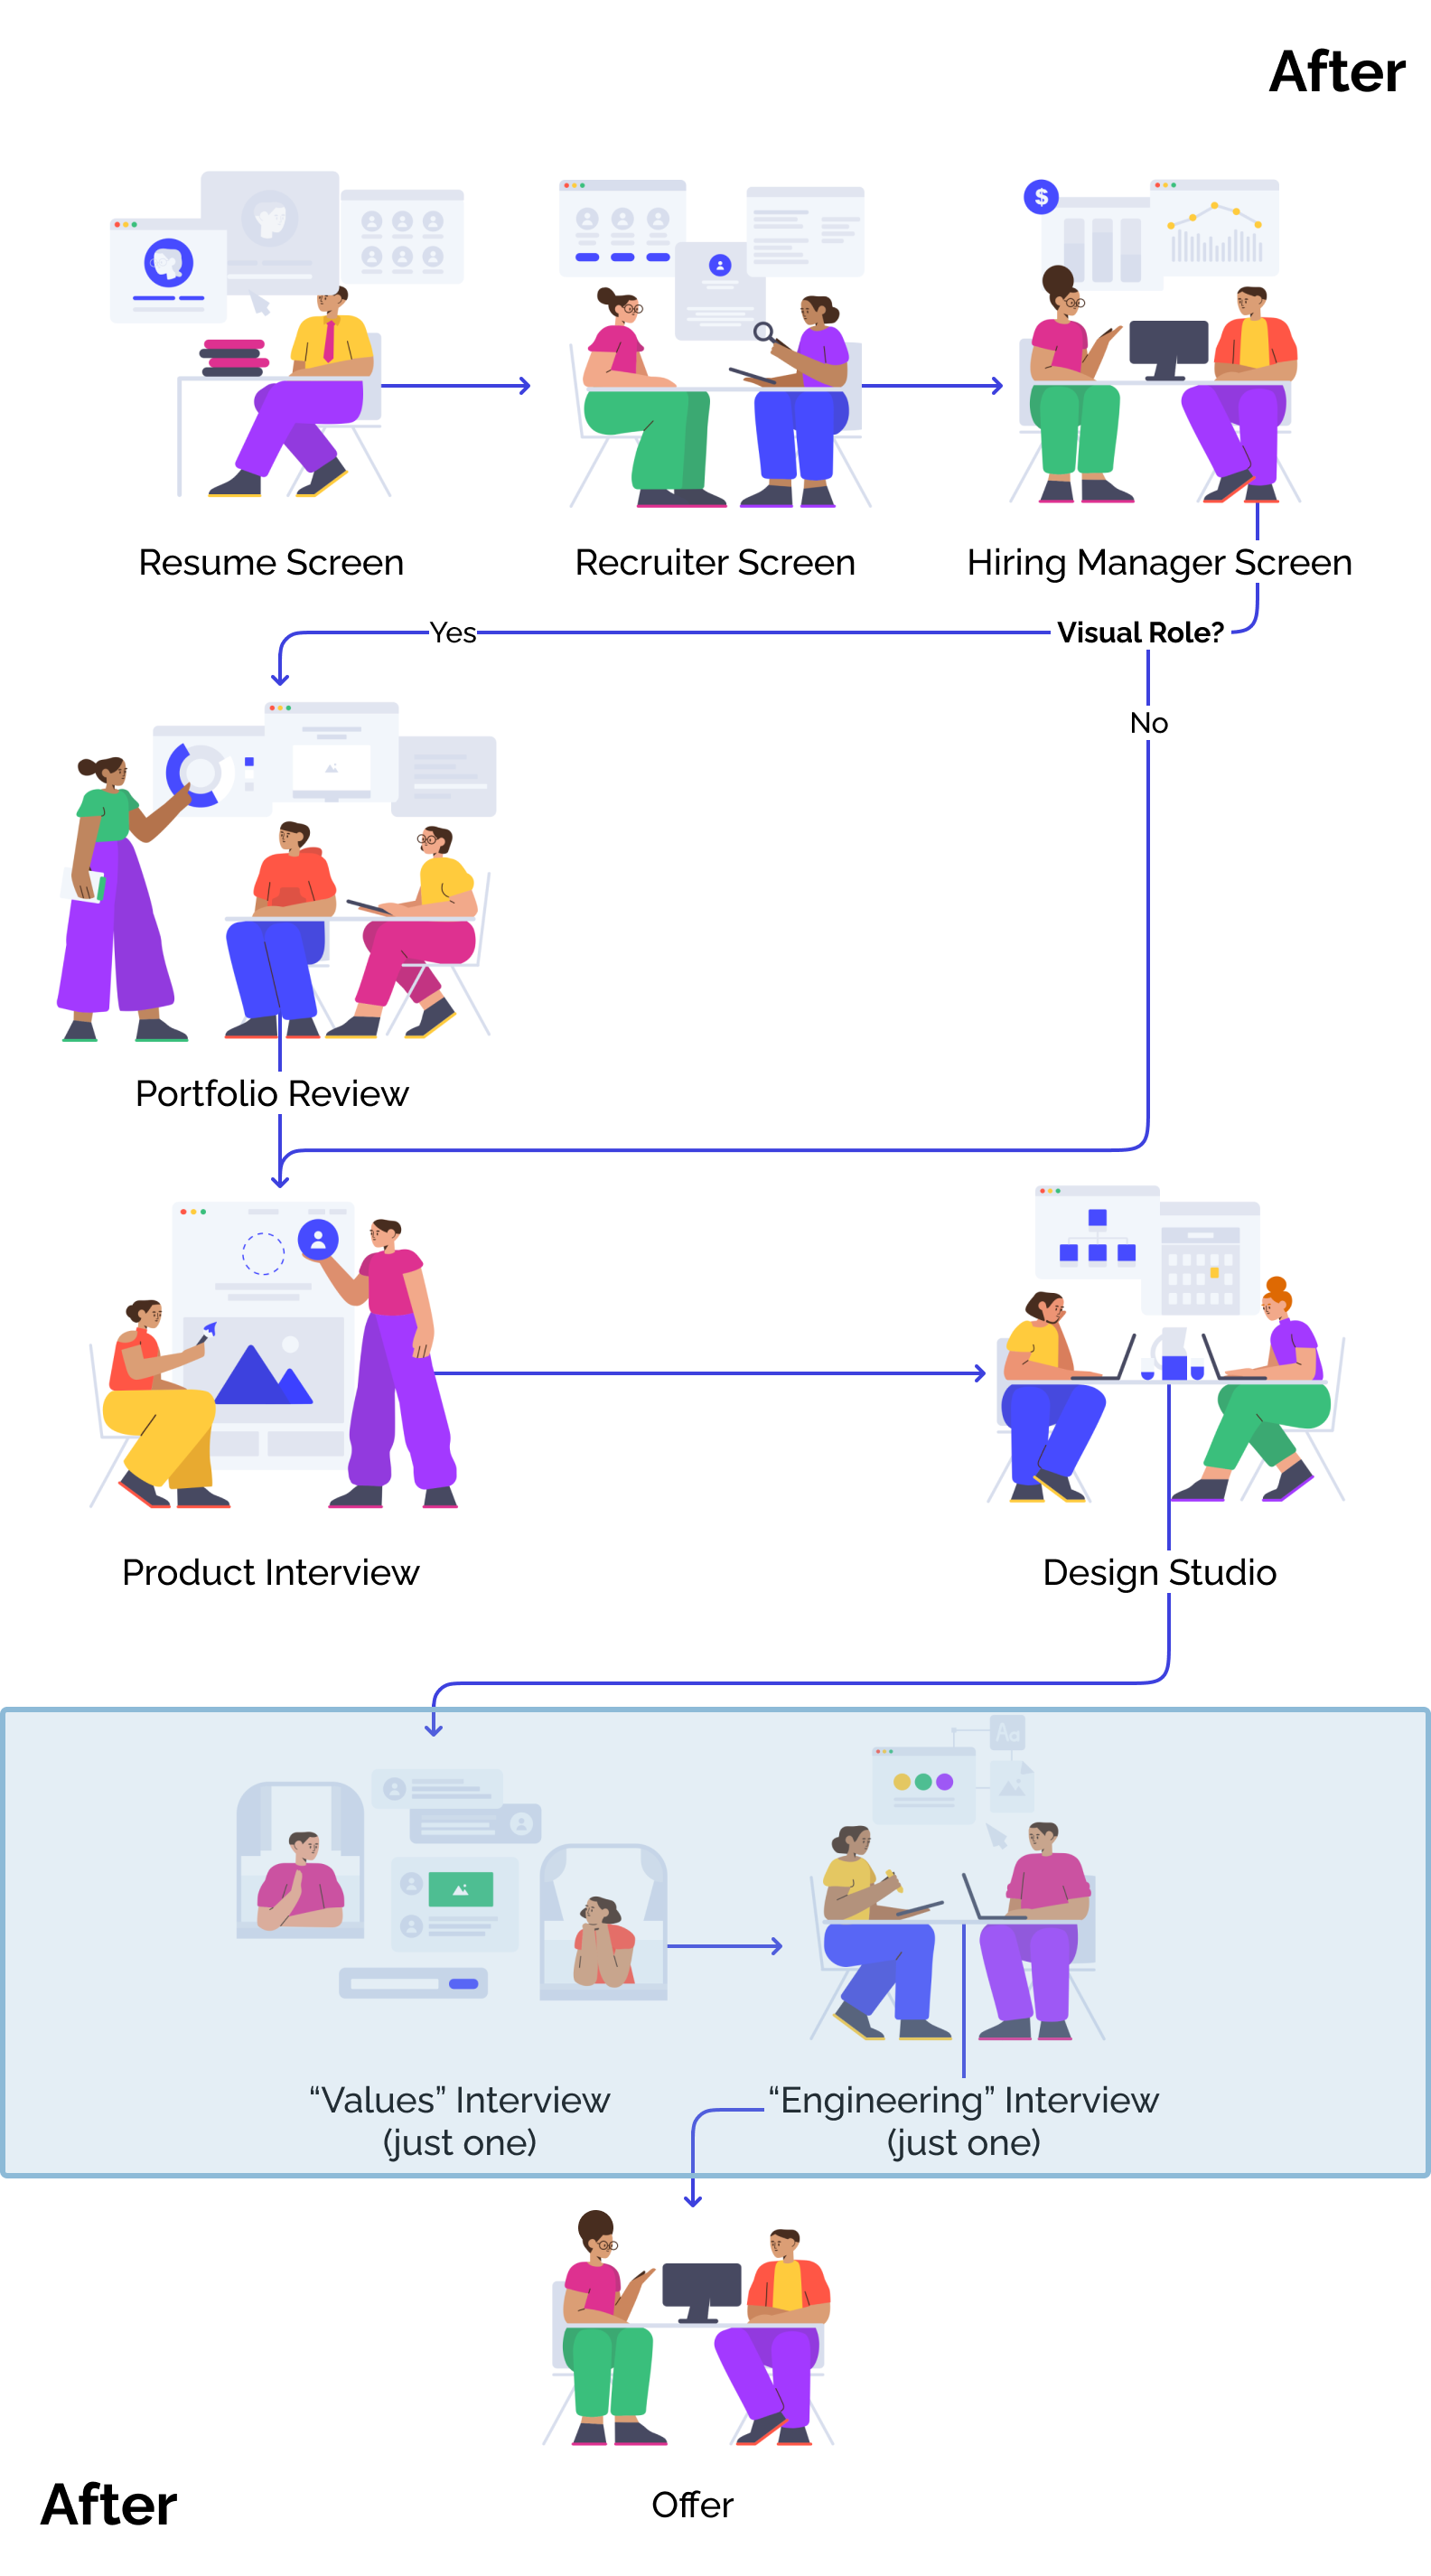 After
Resume Screen
Recruiter Screen
Hiring Manager Screen
Yes
Visual Role?
No
Portfolio Review
Product Interview
Design Studio
Ad
“Values” Interview
(just one)
“Engineering” Interview
(just one)
After
Offer